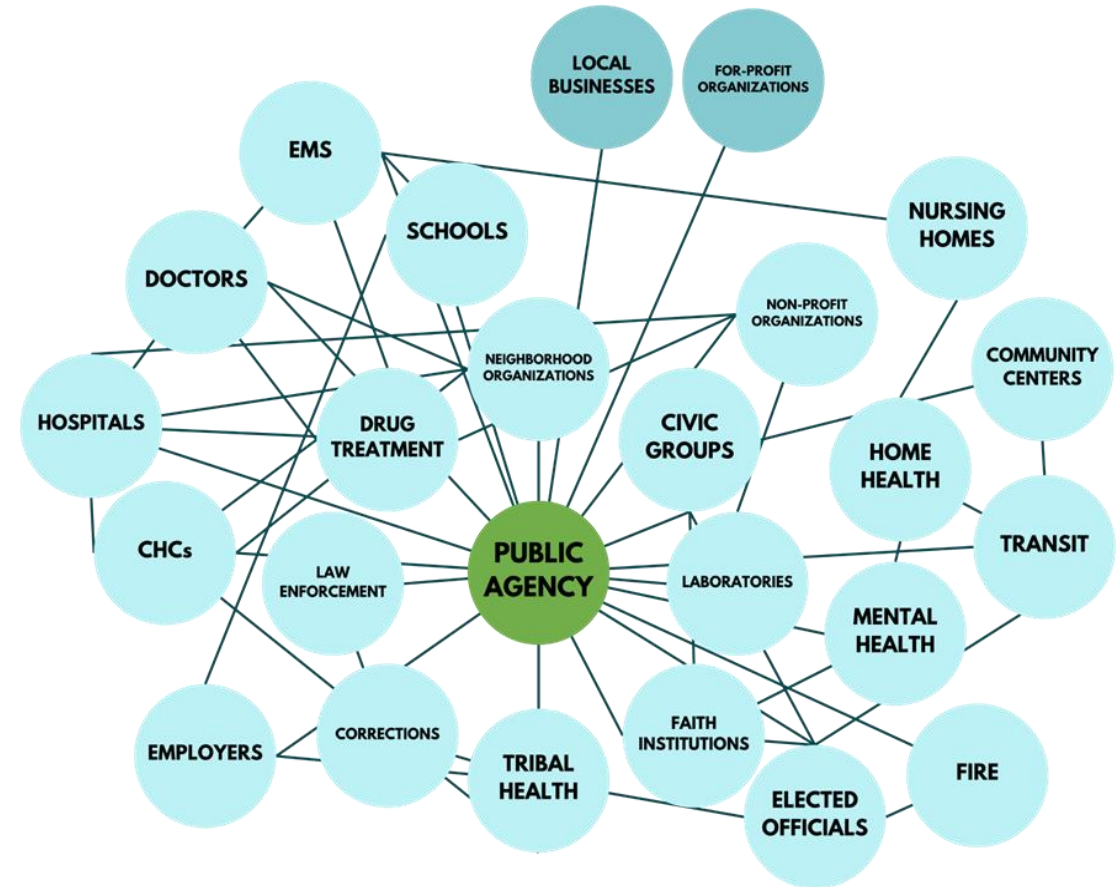 LOCAL
BUSINESSES
FOR-PROFIT
ORGANIZATIONS
EMS
SCHOOLS
NURSING
HOMES
DOCTORS
NON-PROFIT
ORGANIZATIONS
NEIGHBORHOOD
ORGANIZATIONS
COMMUNITY
CENTERS
HOSPITALS
DRUG
TREATMENT
CIVIC
GROUPS
HOME
HEALTH
CHCs
LAW
ENFORCEMENT
PUBLIC
AGENCY
LABORATORIES
TRANSIT
MENTAL
HEALTH
EMPLOYERS
CORRECTIONS
TRIBAL
HEALTH
FAITH
INSTITUTIONS
ELECTED
OFFICIALS
FIRE